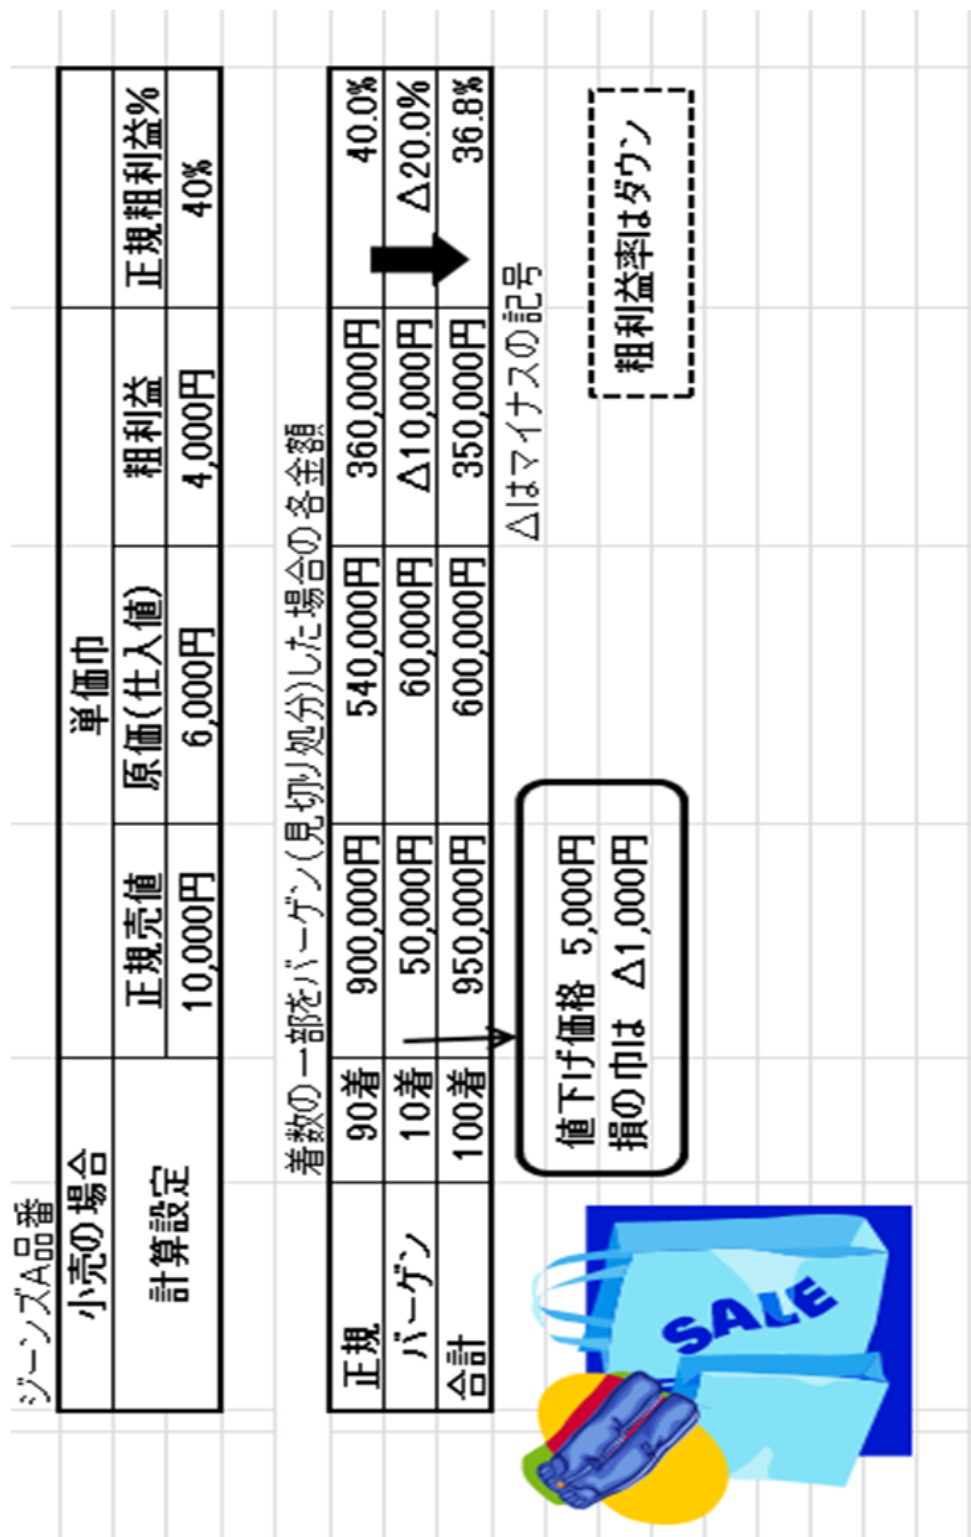 ジーンズA品番
小売の場合 単価巾
計算設定 正規売値 原価(仕入値) 粗利益 正規粗利益%
10,000円 6,000円 4,000円 40%
着数の一部をバーゲン(見切り処分)した場合の各金額
正規 90着 900,000円 540,000円 360,000円 40.0%
バーゲン 10着 50,000円 60,000円 △10,000円 △20.0%
合計 100着 950,000円 600,000円 350,000円 36.8%
△はマイナスの記号
値下げ価格 5,000円
損の巾は △1,000円
粗利益率はダウン
SALE